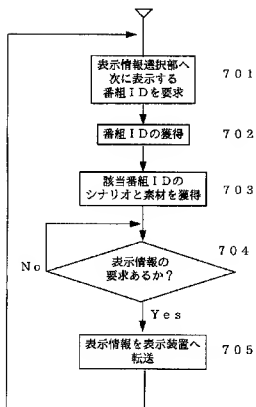 表示情報選択部へ
次に表示する
番組IDを要求
701
番組IDの獲得
702
該当番組IDの
シナリオと素材を獲得
703
704
表示情報の
要求あるか？
No
Yes
表示情報を表示装置へ
転送
705